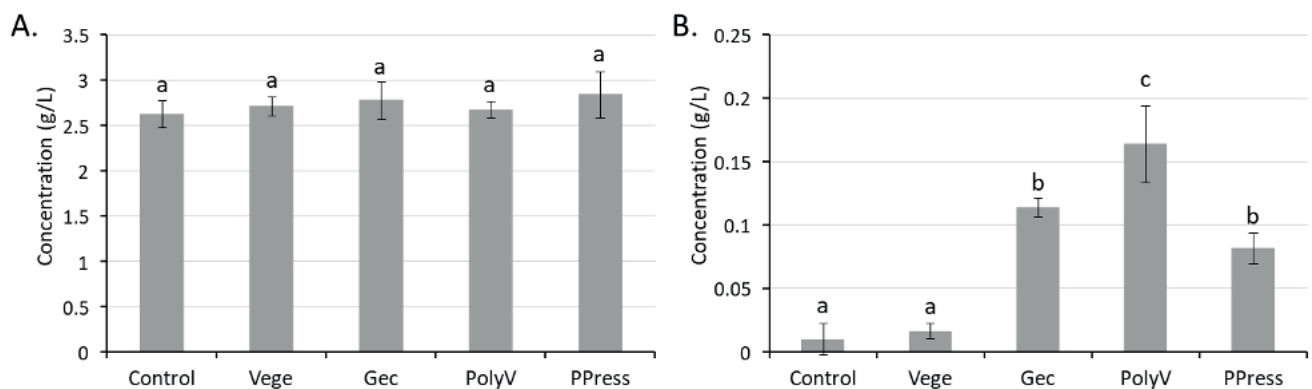 A.
Concentration (g/L)
3.5
3
2.5
2
1.5
1
0.5
0
a a a a a
Control Vege Gec PolyV PPress
B.
Concentration (g/L)
0.25
0.2
0.15
0.1
0.05
0
a a b c b
Control Vege Gec PolyV PPress